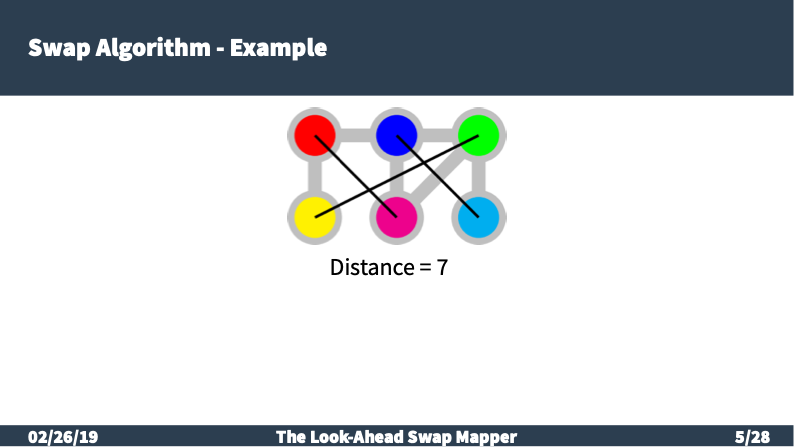 Swap Algorithm - Example
Distance = 7
02/26/19
The Look-Ahead Swap Mapper
5/28